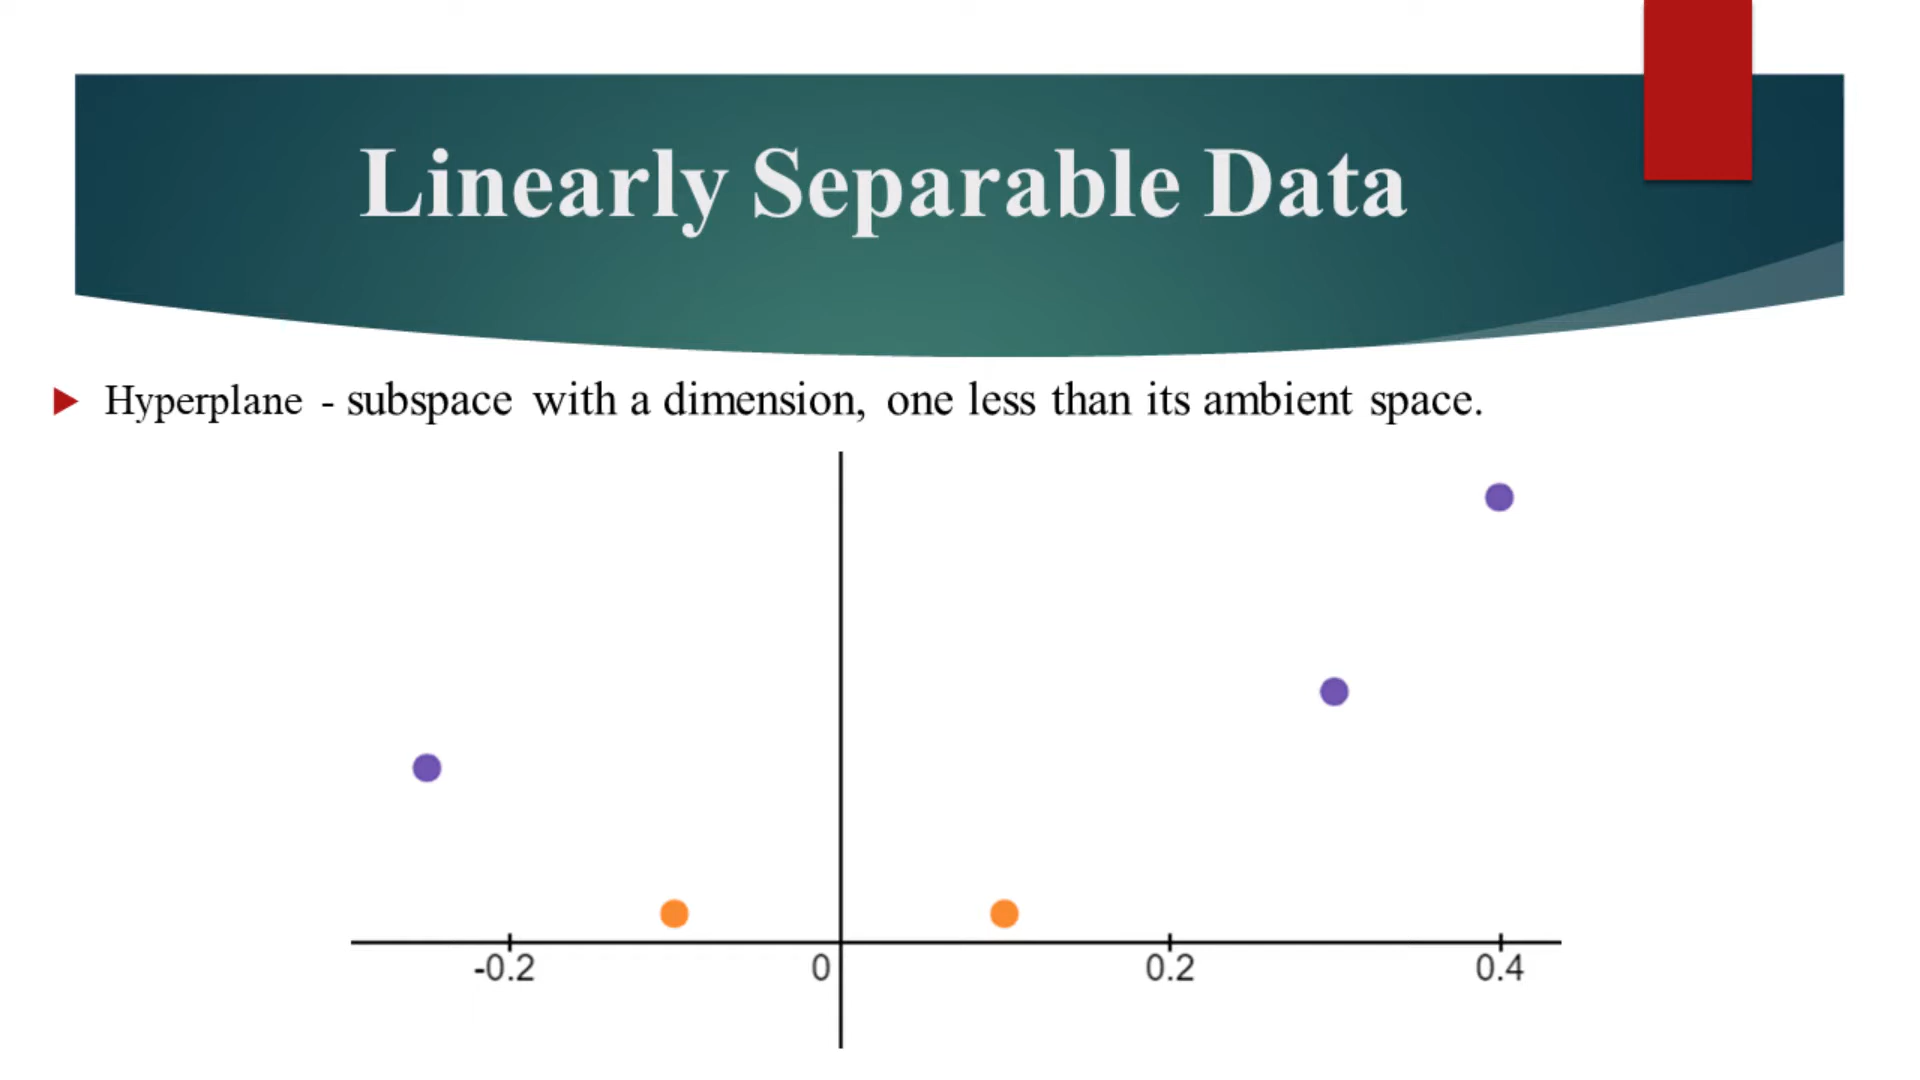 Linearly Separable Data
Hyperplane - subspace with a dimension, one less than its ambient space.
-0.2 0 0.2 0.4